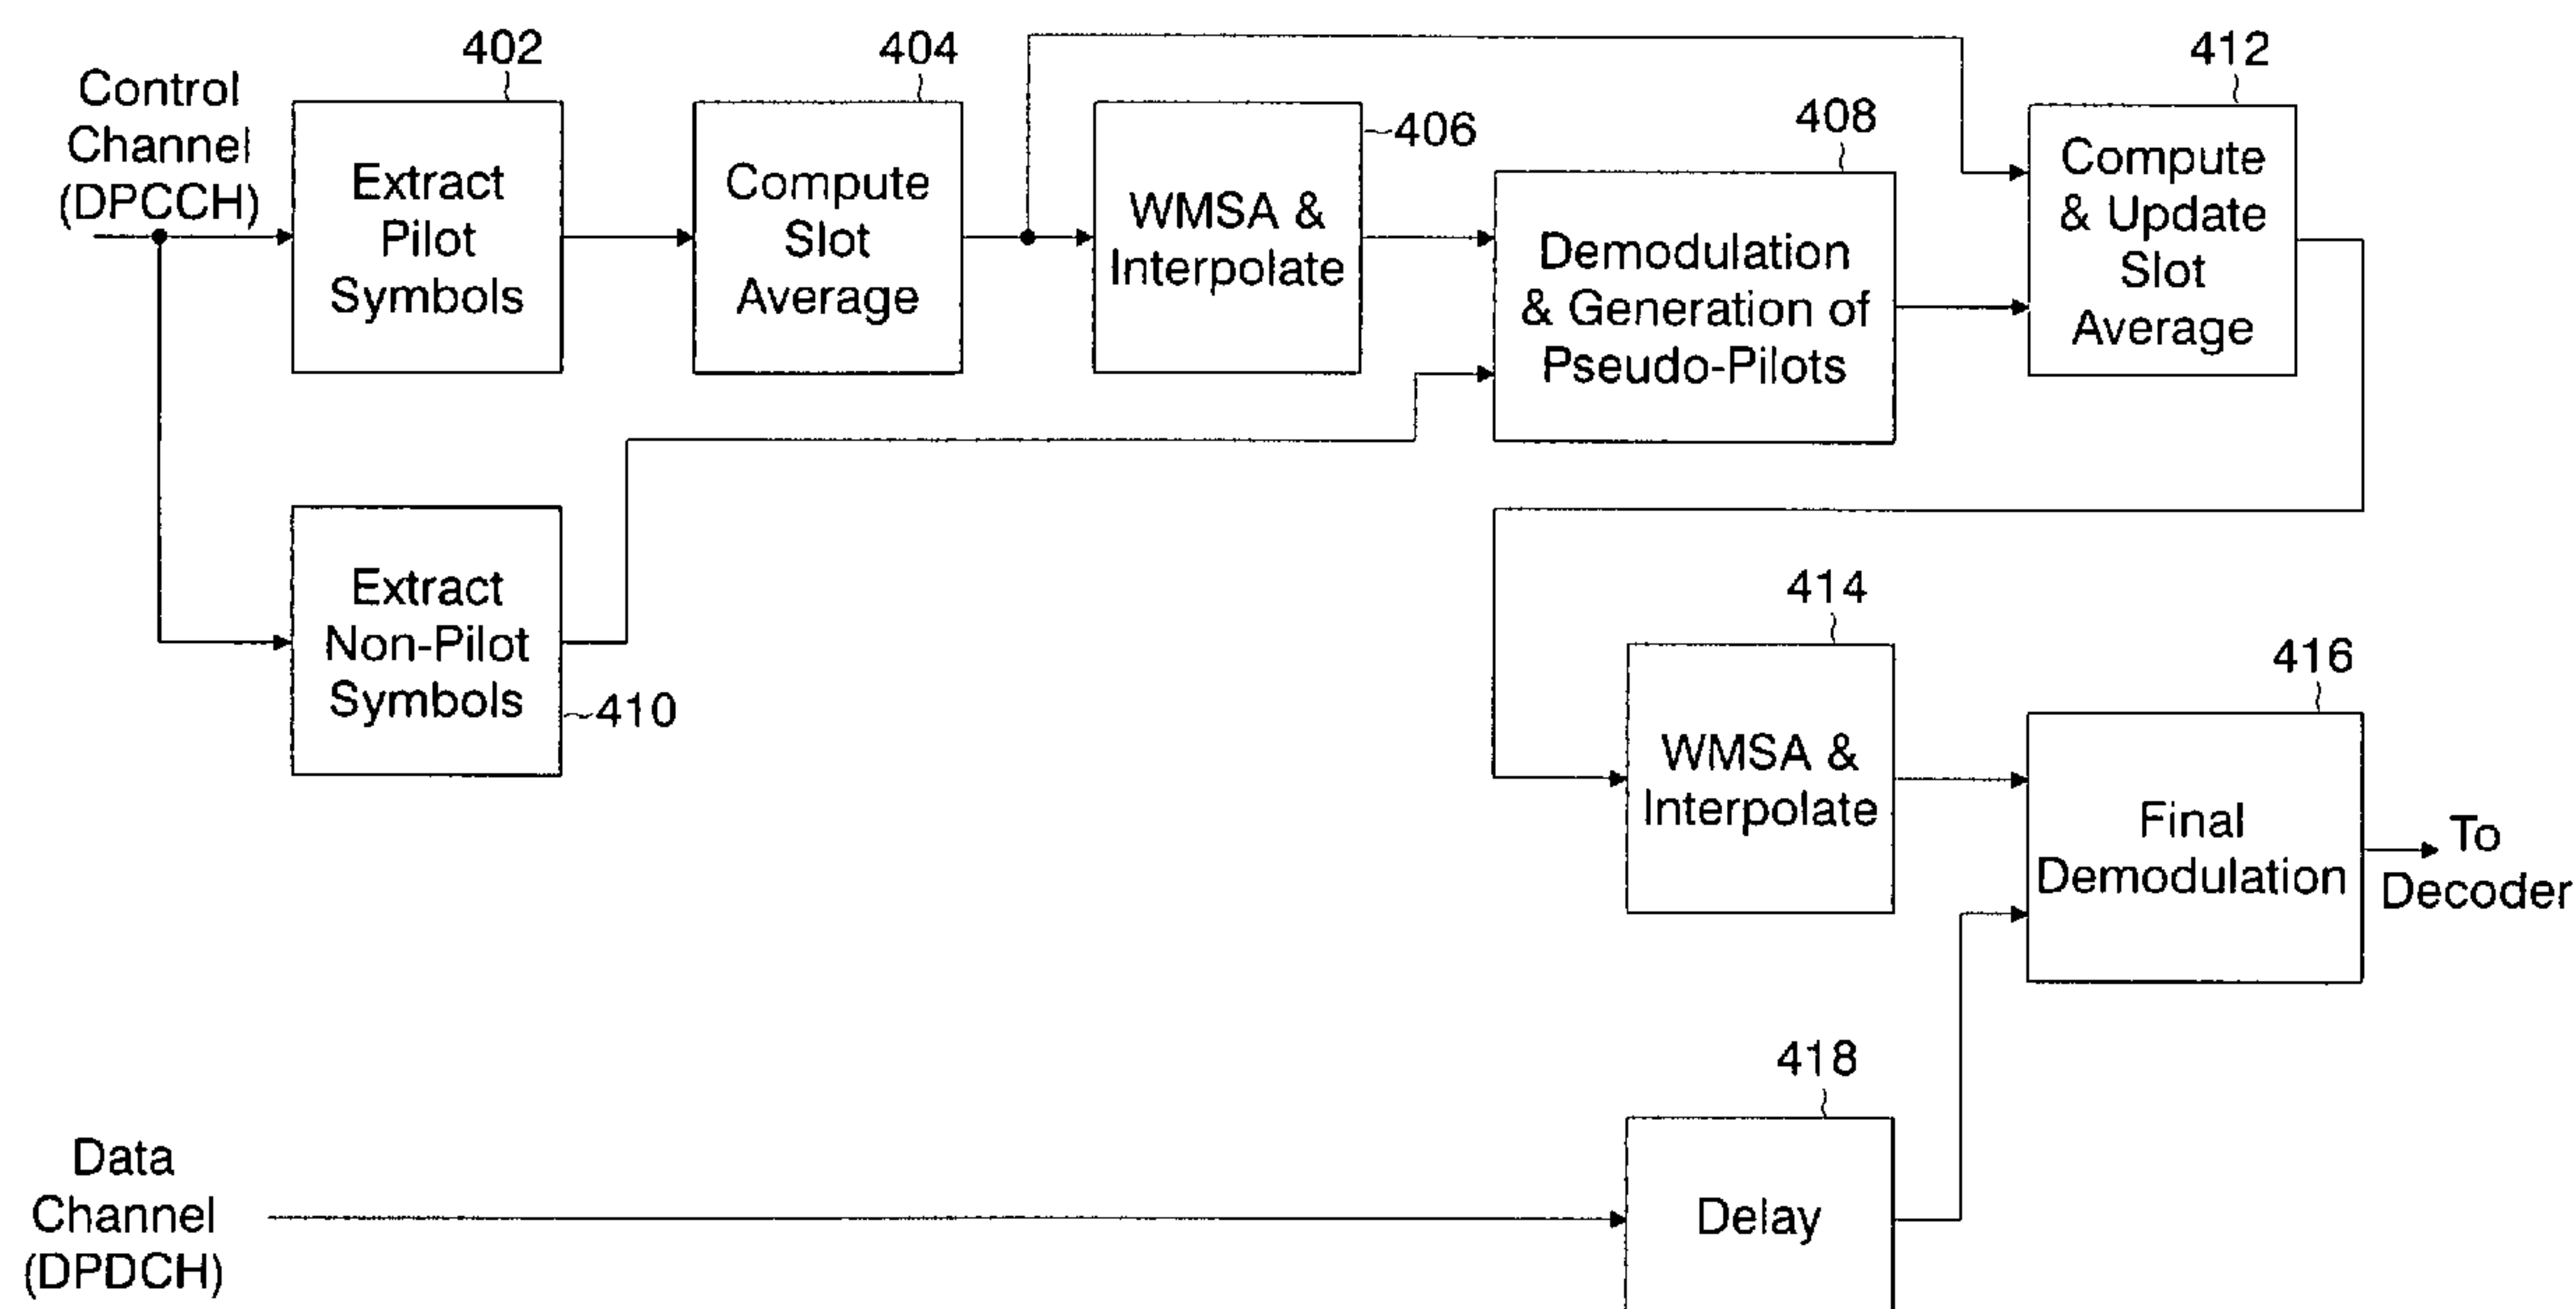 402
404
412
Control
Channel
(DPCCH)
Extract
Pilot
Symbols
Compute
Slot
Average
WMSA &
Interpolate
406
408
Demodulation
& Generation of
Pseudo-Pilots
Compute
& Update
Slot
Average
Extract
Non-Pilot
Symbols
410
414
WMSA &
Interpolate
416
Final
Demodulation
To
Decoder
418
Delay
Data
Channel
(DPDCH)